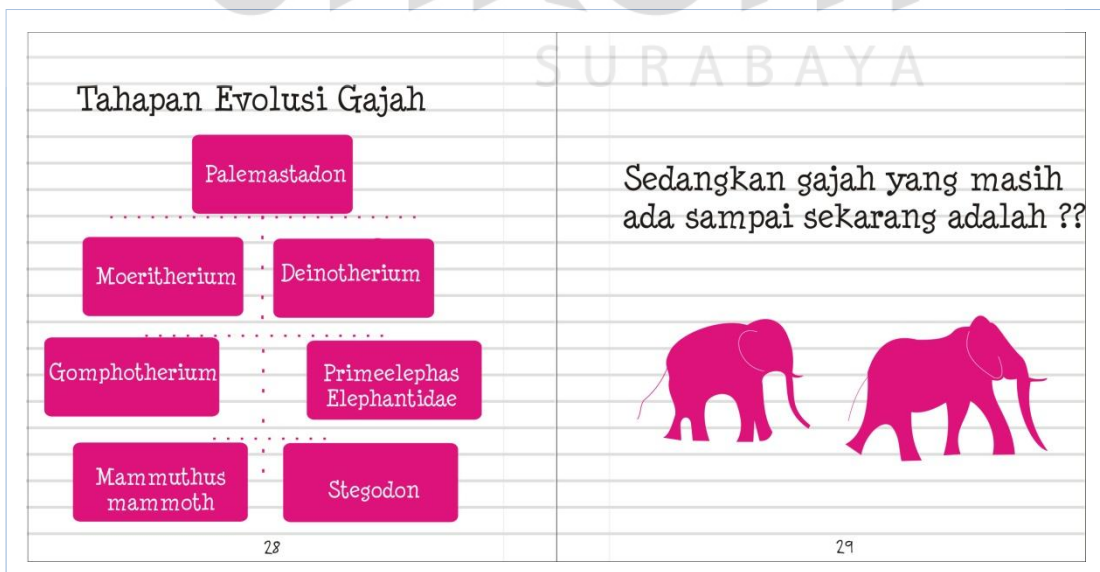 SURABAYA
Tahapan Evolusi Gajah
Palemastadon
Moeritherium
Deinotherium
Gomphotherium
Primeelephas
Elephantidae
Mammuthus
mammoth
Stegodon
28
Sedangkan gajah yang masih
ada sampai sekarang adalah ??
29